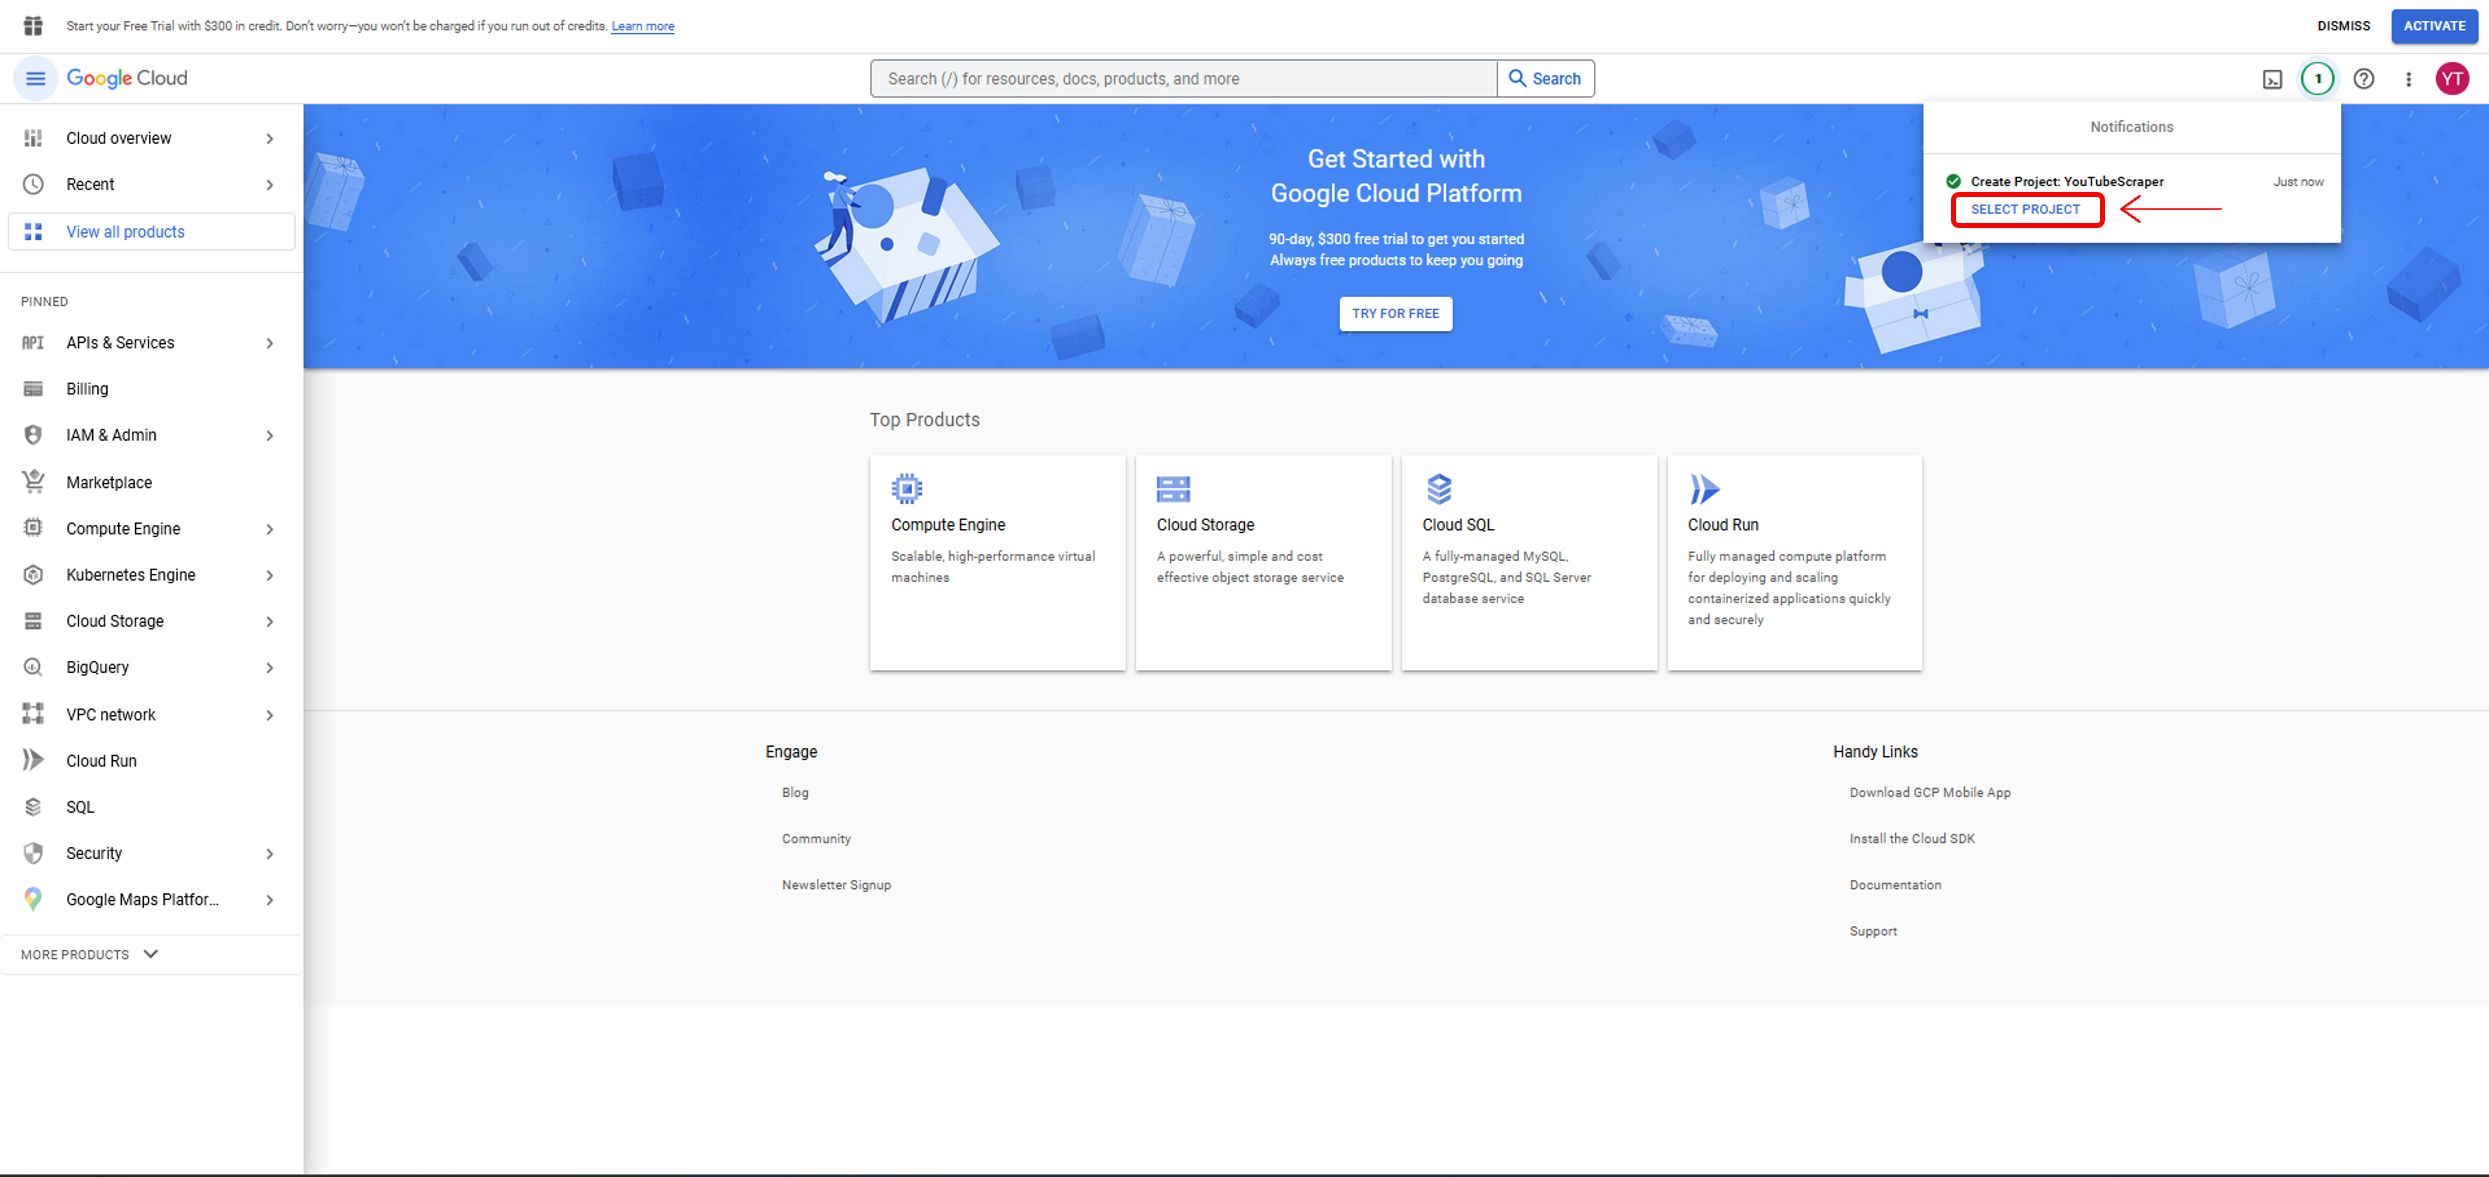 Start your Free Trial with $300 in credit. Don't worry—you won't be charged if you run out of credits. Learn more
DISMISS
ACTIVATE
Google Cloud
Search (/) for resources, docs, products, and more
Search
1
YT
Cloud overview
Recent
View all products
PINNED
API APIs & Services
Billing
IAM & Admin
Marketplace
Compute Engine
Kubernetes Engine
Cloud Storage
BigQuery
VPC network
Cloud Run
SQL
Security
Google Maps Platfor...
MORE PRODUCTS
Get Started with
Google Cloud Platform
90-day, $300 free trial to get you started
Always free products to keep you going
TRY FOR FREE
Notifications
Create Project: YouTubeScraper
Just now
SELECT PROJECT
Top Products
Compute Engine
Scalable, high-performance virtual
machines
Cloud Storage
A powerful, simple and cost
effective object storage service
Cloud SQL
A fully-managed MySQL,
PostgreSQL, and SQL Server
database service
Cloud Run
Fully managed compute platform
for deploying and scaling
containerized applications quickly
and securely
Engage
Blog
Community
Newsletter Signup
Handy Links
Download GCP Mobile App
Install the Cloud SDK
Documentation
Support